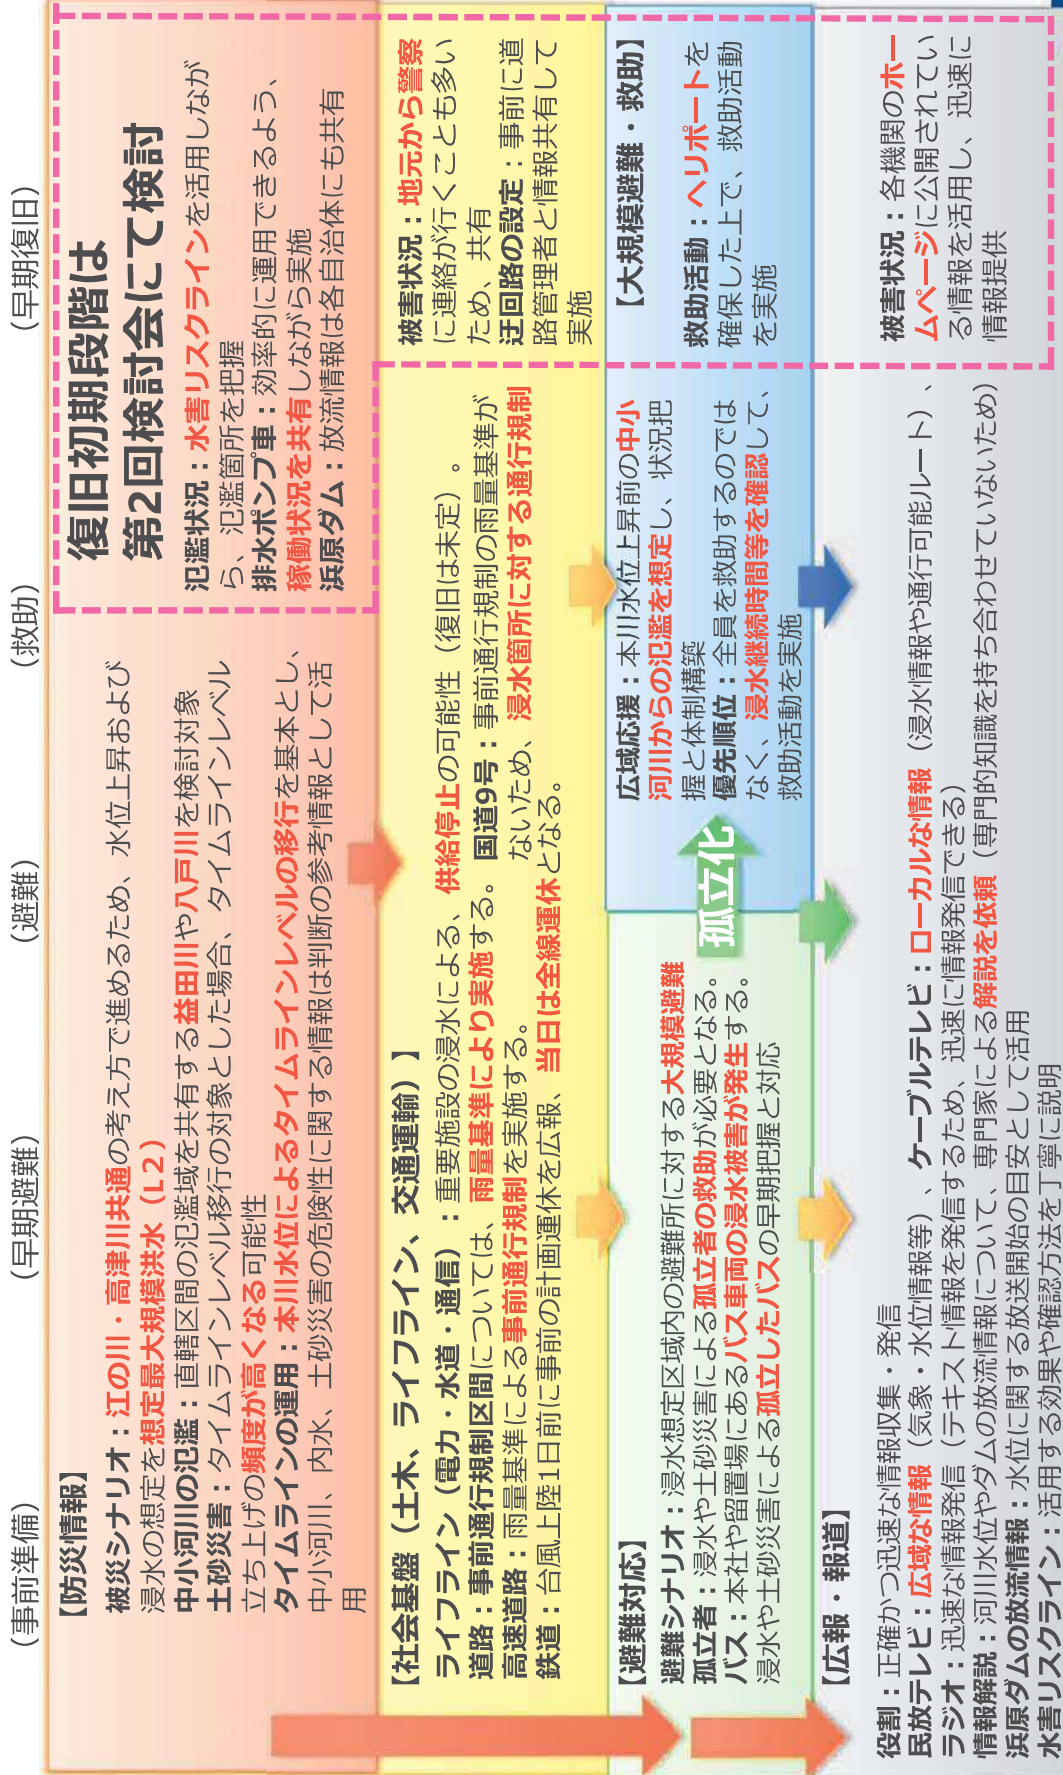 （事前準備）
（早期避難）
（避難）
（救助）
（早期復旧）
【防災情報】
被災シナリオ：江の川・高津川共通の考え方で進めるため、水位上昇および
浸水の想定を想定最大規模洪水（L２）
中小河川の氾濫：直轄区間の氾濫域を共有する益田川や八戸川を検討対象
土砂災害：タイムラインレベル移行の対象とした場合、タイムラインレベル
立ち上げの頻度が高くなる可能性
タイムラインの運用：本川水位によるタイムラインレベルの移行を基本とし、
中小河川、内水、土砂災害の危険性に関する情報は判断の参考情報として活
用
復旧初期段階は
第2回検討会にて検討
氾濫状況：水害リスクラインを活用しなが
ら、氾濫箇所を把握
排水ポンプ車：効率的に運用できるよう、
稼働状況を共有しながら実施
浜原ダム：放流情報は各自治体にも共有
【社会基盤（土木、ライフライン、交通運輸）】
ライフライン（電力・水道・通信）：重要施設の浸水による、供給停止の可能性（復旧は未定）。
道路：事前通行規制区間については、雨量基準により実施する。国道9号：事前通行規制の雨量基準が
高速道路：雨量基準による事前通行規制を実施する。
ないため、浸水箇所に対する通行規制
鉄道：台風上陸1日前に事前の計画運休を広報、当日は全線運休となる。
被害状況：地元から警察
に連絡が行くことも多い
ため、共有
迂回路の設定：事前に道
路管理者と情報共有して
実施
【避難対応】
避難シナリオ：浸水想定区域内の避難所に対する大規模避難
孤立者：浸水や土砂災害による孤立者の救助が必要となる。
バス：本社や留置場にあるバス車両の浸水被害が発生する。
浸水や土砂災害による孤立したバスの早期把握と対応
孤立化
広域応援：本川水位上昇前の中小
河川からの氾濫を想定し、状況把
握と体制構築
優先順位：全員を救助するのでは
なく、浸水継続時間等を確認して、
救助活動を実施
【大規模避難・救助】
救助活動：ヘリポートを
確保した上で、救助活動
を実施
【広報・報道】
役割：正確かつ迅速な情報収集・発信
民放テレビ：広域な情報（気象・水位情報等）、ケーブルテレビ：ローカルな情報（浸水情報や通行可能ルート）、
ラジオ：迅速な情報発信（テキスト情報を発信するため、迅速に情報発信できる）
情報解説：河川水位やダムの放流情報について、専門家による解説を依頼（専門的知識を持ち合わせていないため）
浜原ダムの放流情報：水位に関する放送開始の目安として活用
水害リスクライン：活用する効果や確認方法を丁寧に説明
被害状況：各機関のホー
ムページに公開されてい
る情報を活用し、迅速に
情報提供